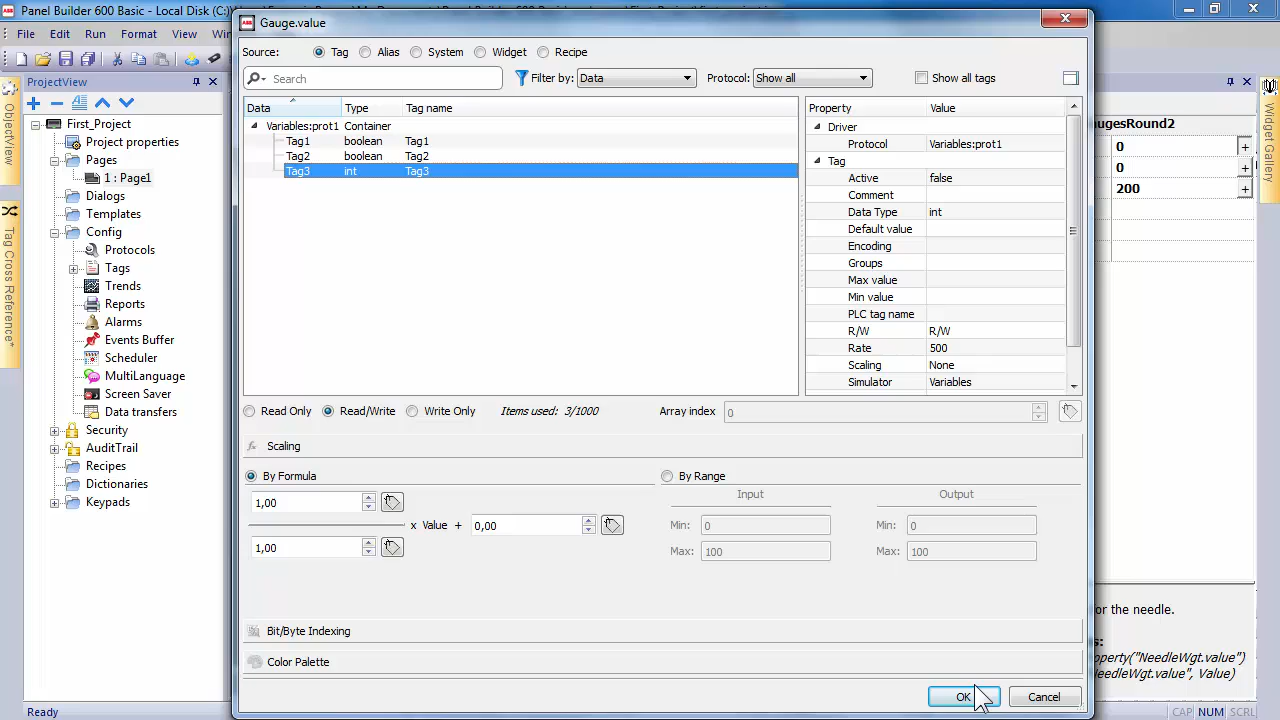 Panel Builder 600 Basic - Local Disk (C:\
File Edit Run Format View
ProjectView
First_Project
Project properties
Pages
1 : Page1
Dialogs
Templates
Config
Protocols
Tags
Trends
Reports
Alarms
Events Buffer
Scheduler
MultiLanguage
Screen Saver
Data transfers
Security
AuditTrail
Recipes
Dictionaries
Keypads
Ready
ObjectView
Tag Cross Reference*
Gauge.value
Source: Tag Alias System Widget Recipe
Search Filter by: Data Protocol: Show all Show all tags
Data Type Tag name
Variables:prot1 Container
Tag1 boolean Tag1
Tag2 boolean Tag2
Tag3 int Tag3
Property Value
Driver
Protocol Variables:prot1
Tag
Active false
Comment
Data Type int
Default value
Encoding
Groups
Max value
Min value
PLC tag name
R/W R/W
Rate 500
Scaling None
Simulator Variables
Read Only Read/Write Write Only Items used: 3/1000 Array index 0
Scaling
By Formula By Range
Input Output
1,00
x Value + 0,00 Min: 0 Min: 0
1,00 Max: 100 Max: 100
Bit/Byte Indexing
Color Palette
OK Cancel
ugesRound2
0
0
200
or the needle.
operty("NeedleWgt.value")
NeedleWgt.value", Value)
Widget Gallery
CAP NUM SCRL